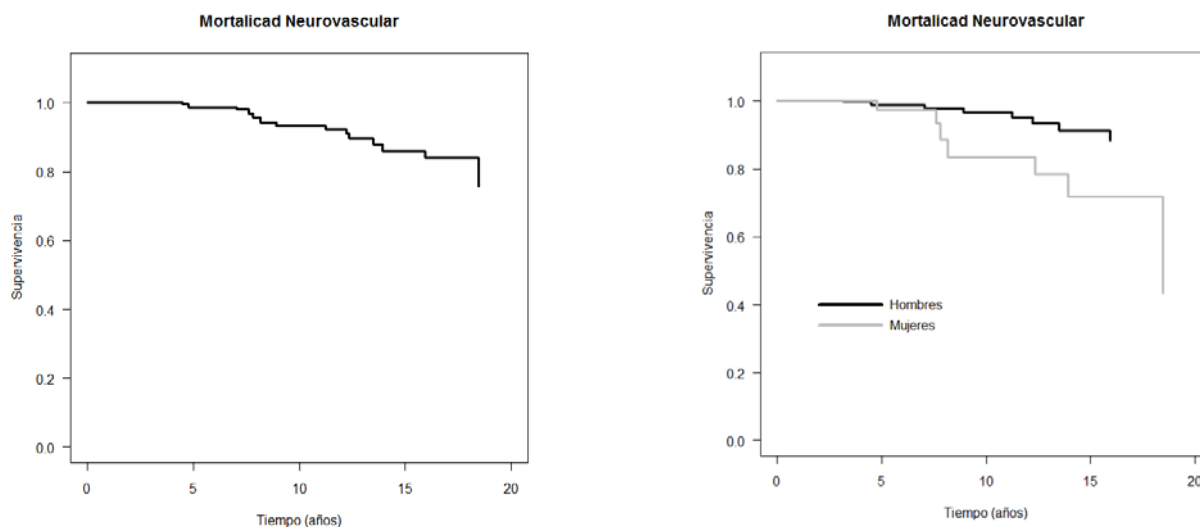 Mortalicad Neurovascular
1.0
0.8
0.6
0.4
0.2
0.0
Supervivencia
0 5 10 15 20
Tiempo (años)
Mortalicad Neurovascular
1.0
0.8
0.6
0.4
0.2
0.0
Supervivencia
Hombres
Mujeres
0 5 10 15 20
Tiempo (años)